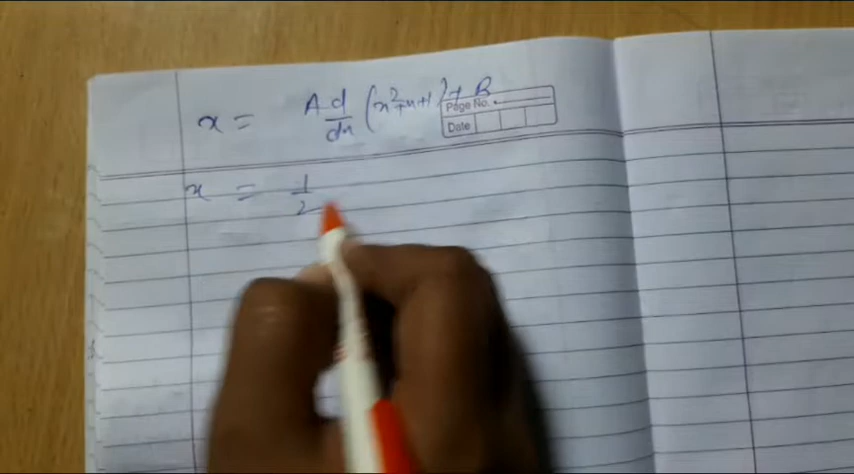 x = A d/dx (x²+x+1) + B
Page No.
Date
x = 1/2